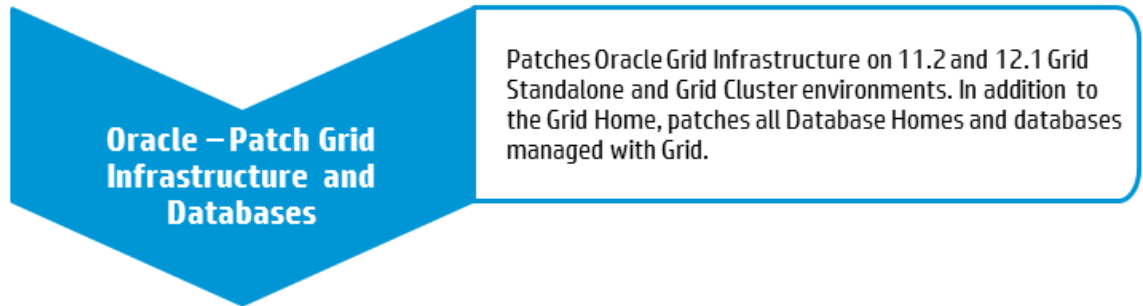 Oracle – Patch Grid
Infrastructure and
Databases
Patches Oracle Grid Infrastructure on 11.2 and 12.1 Grid
Standalone and Grid Cluster environments. In addition to
the Grid Home, patches all Database Homes and databases
managed with Grid.